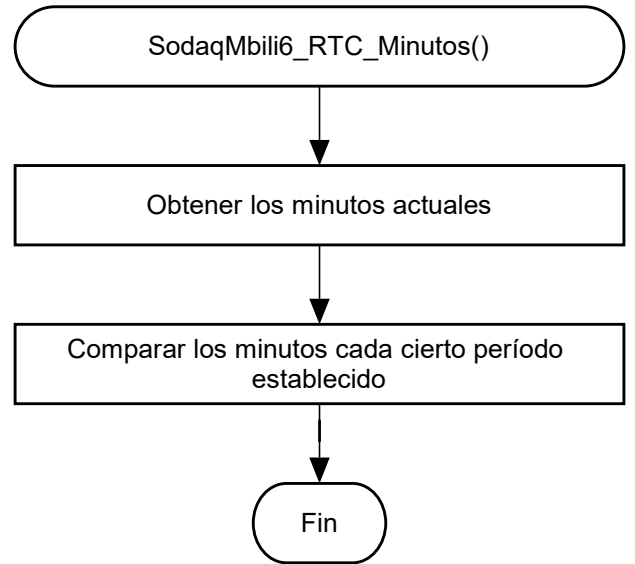 SodaqMbili6_RTC_Minutos()
Obtener los minutos actuales
Comparar los minutos cada cierto período
establecido
Fin